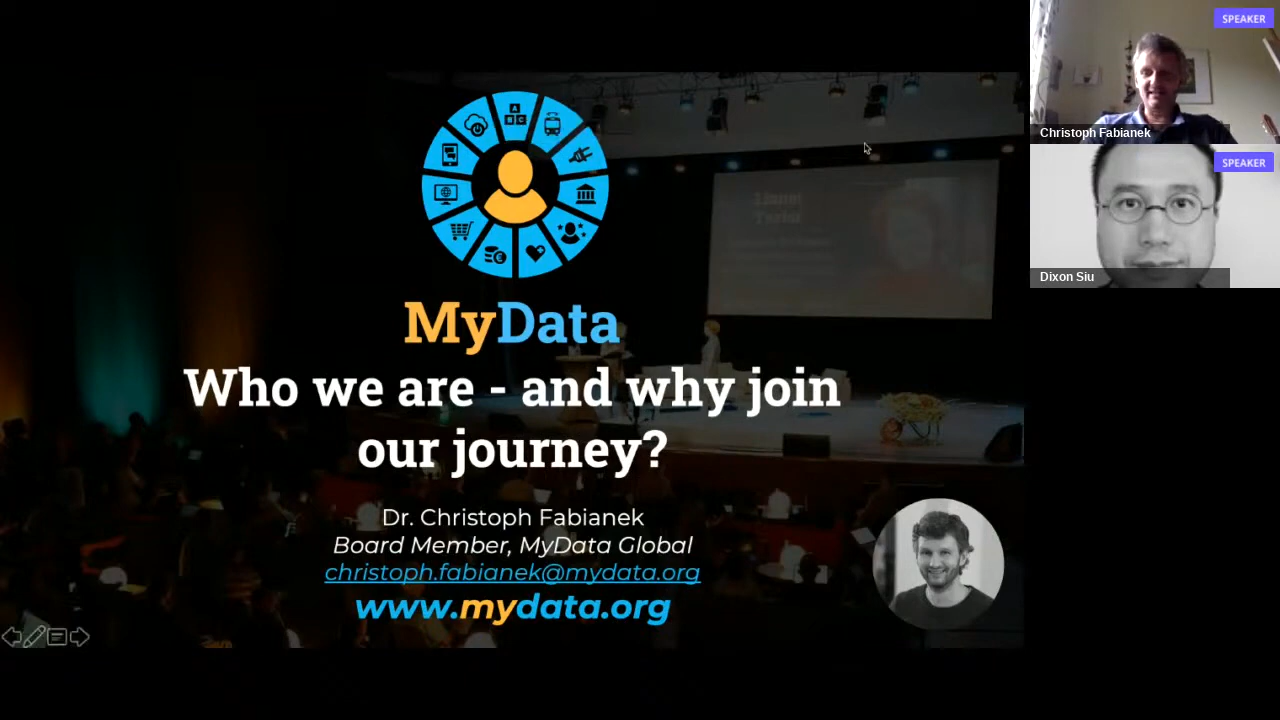 SPEAKER
Christoph Fabianek
SPEAKER
Dixon Siu
A
B C
MyData
Who we are - and why join
our journey?
Dr. Christoph Fabianek
Board Member, MyData Global
christoph.fabianek@mydata.org
www.mydata.org